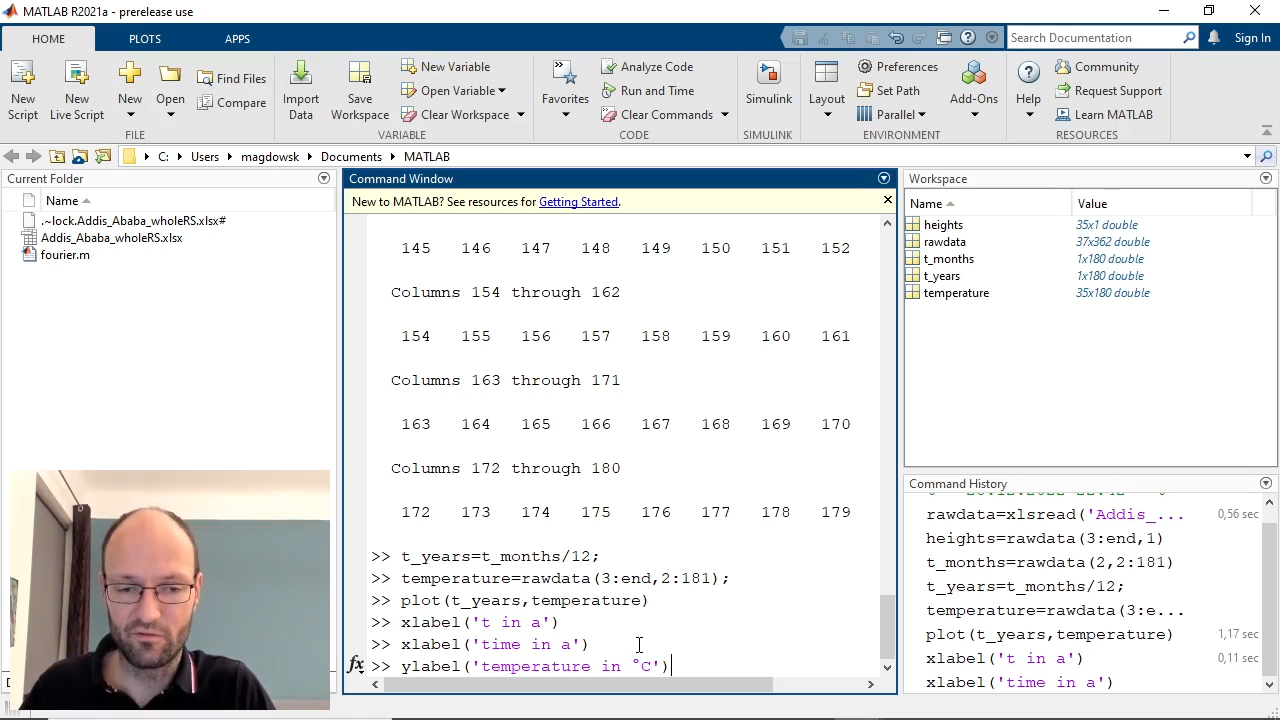 MATLAB R2021a - prerelease use
HOME PLOTS APPS
Search Documentation
Sign In
New Script
New Live Script
New
Open
Find Files
Compare
Import Data
Save Workspace
New Variable
Open Variable
Clear Workspace
Favorites
Analyze Code
Run and Time
Clear Commands
Simulink
Layout
Preferences
Set Path
Parallel
Add-Ons
Help
Community
Request Support
Learn MATLAB
FILE VARIABLE CODE SIMULINK ENVIRONMENT RESOURCES
C: Users magdowsk Documents MATLAB
Current Folder
Name
.~lock.Addis_Ababa_wholeRS.xlsx#
Addis_Ababa_wholeRS.xlsx
fourier.m
Command Window
New to MATLAB? See resources for Getting Started.
145 146 147 148 149 150 151 152
Columns 154 through 162
154 155 156 157 158 159 160 161
Columns 163 through 171
163 164 165 166 167 168 169 170
Columns 172 through 180
172 173 174 175 176 177 178 179
>> t_years=t_months/12;
>> temperature=rawdata(3:end,2:181);
>> plot(t_years,temperature)
>> xlabel('t in a')
>> xlabel('time in a')
fx >> ylabel('temperature in °C')
Workspace
Name Value
heights 35x1 double
rawdata 37x362 double
t_months 1x180 double
t_years 1x180 double
temperature 35x180 double
Command History
rawdata=xlsread('Addis_... 0,56 sec
heights=rawdata(3:end,1)
t_months=rawdata(2,2:181)
t_years=t_months/12;
temperature=rawdata(3:e...
plot(t_years,temperature) 1,17 sec
xlabel('t in a') 0,11 sec
xlabel('time in a')